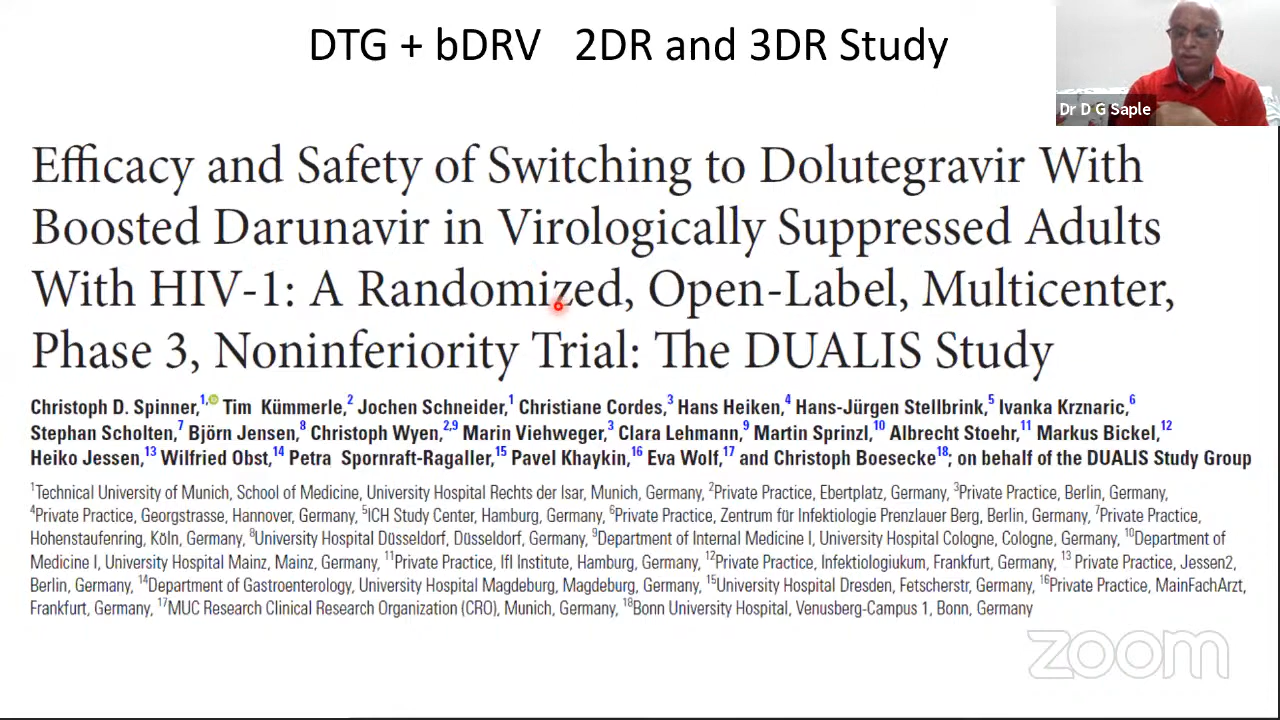 DTG + bDRV 2DR and 3DR Study
Dr D G Saple
Efficacy and Safety of Switching to Dolutegravir With
Boosted Darunavir in Virologically Suppressed Adults
With HIV-1: A Randomized, Open-Label, Multicenter,
Phase 3, Noninferiority Trial: The DUALIS Study
Christoph D. Spinner,1, Tim Kümmerle,2 Jochen Schneider,1 Christiane Cordes,3 Hans Heiken,4 Hans-Jürgen Stellbrink,5 Ivanka Krznaric,6
Stephan Scholten,7 Björn Jensen,8 Christoph Wyen,2,9 Marin Viehweger,3 Clara Lehmann,9 Martin Sprinzl,10 Albrecht Stoehr,11 Markus Bickel,12
Heiko Jessen,13 Wilfried Obst,14 Petra Spornraft-Ragaller,15 Pavel Khaykin,16 Eva Wolf,17 and Christoph Boesecke18; on behalf of the DUALIS Study Group
1Technical University of Munich, School of Medicine, University Hospital Rechts der Isar, Munich, Germany, 2Private Practice, Ebertplatz, Germany, 3Private Practice, Berlin, Germany,
4Private Practice, Georgstrasse, Hannover, Germany, 5ICH Study Center, Hamburg, Germany, 6Private Practice, Zentrum für Infektiologie Prenzlauer Berg, Berlin, Germany, 7Private Practice,
Hohenstaufenring, Köln, Germany, 8University Hospital Düsseldorf, Düsseldorf, Germany, 9Department of Internal Medicine I, University Hospital Cologne, Cologne, Germany, 10Department of
Medicine I, University Hospital Mainz, Mainz, Germany, 11Private Practice, IfI Institute, Hamburg, Germany, 12Private Practice, Infektiologiukum, Frankfurt, Germany, 13 Private Practice, Jessen2,
Berlin, Germany, 14Department of Gastroenterology, University Hospital Magdeburg, Magdeburg, Germany, 15University Hospital Dresden, Fetscherstr, Germany, 16Private Practice, MainFachArzt,
Frankfurt, Germany, 17MUC Research Clinical Research Organization (CRO), Munich, Germany, 18Bonn University Hospital, Venusberg-Campus 1, Bonn, Germany
zoom